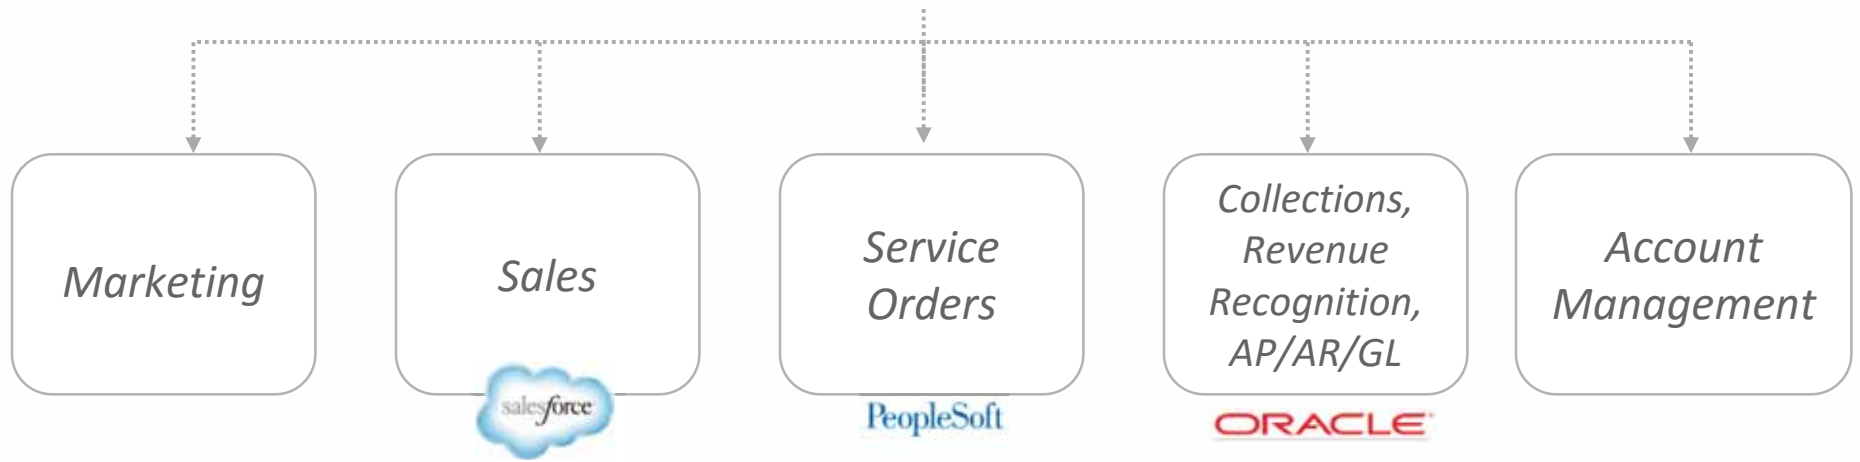 Marketing
Sales
Service
Orders
Collections,
Revenue
Recognition,
AP/AR/GL
Account
Management
salesforce
PeopleSoft
ORACLE